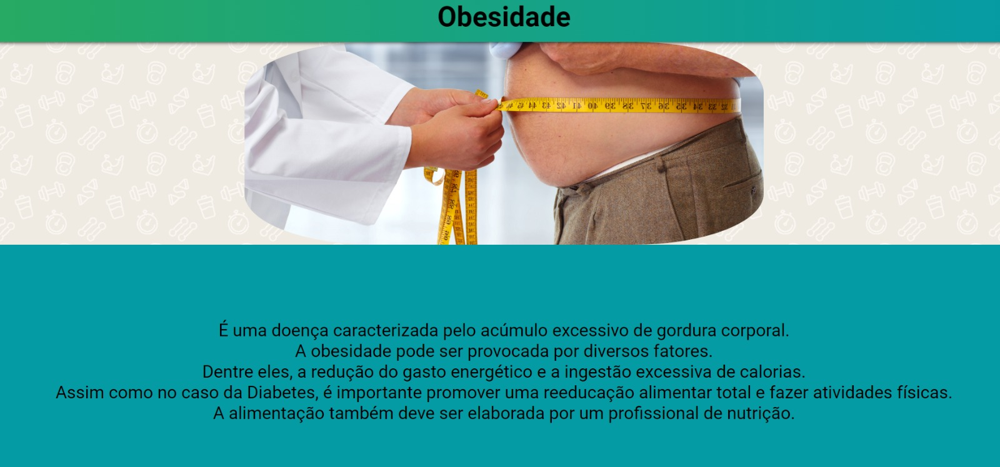 Obesidade
É uma doença caracterizada pelo acúmulo excessivo de gordura corporal.
A obesidade pode ser provocada por diversos fatores.
Dentre eles, a redução do gasto energético e a ingestão excessiva de calorias.
Assim como no caso da Diabetes, é importante promover uma reeducação alimentar total e fazer atividades físicas.
A alimentação também deve ser elaborada por um profissional de nutrição.